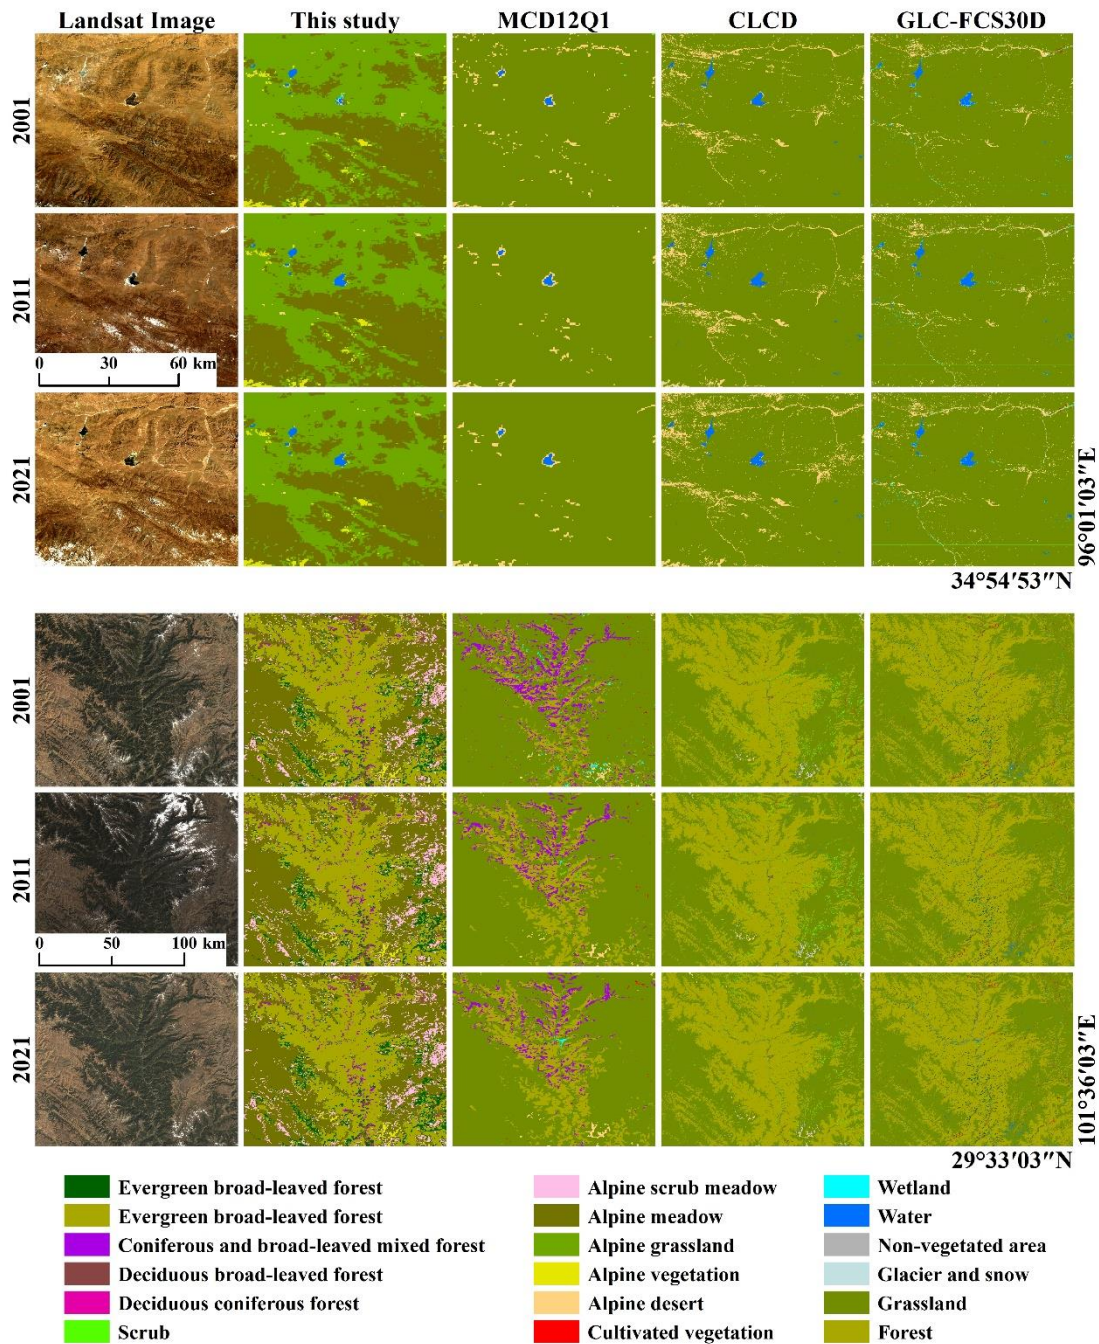 Landsat Image This study MCD12Q1 CLCD GLC-FCS30D
2001
2011
0 30 60 km
2021
96°01′03″E
34°54′53″N
2001
2011
0 50 100 km
2021
101°36′03″E
29°33′03″N
Evergreen broad-leaved forest Alpine scrub meadow Wetland
Evergreen broad-leaved forest Alpine meadow Water
Coniferous and broad-leaved mixed forest Alpine grassland Non-vegetated area
Deciduous broad-leaved forest Alpine vegetation Glacier and snow
Deciduous coniferous forest Alpine desert Grassland
Scrub Cultivated vegetation Forest